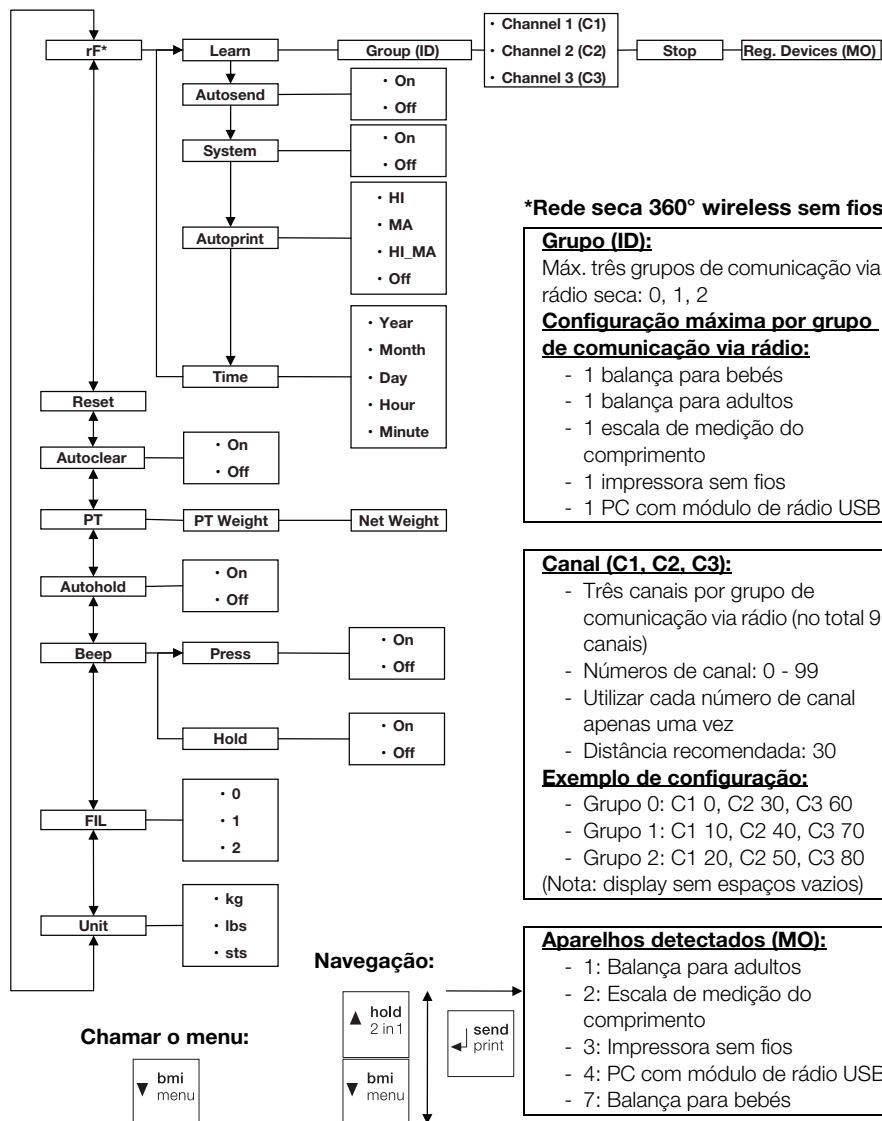 rF*
Learn
Group (ID)
• Channel 1 (C1)
• Channel 2 (C2)
• Channel 3 (C3)
Stop
Reg. Devices (MO)
Autosend
• On
• Off
System
• On
• Off
Autoprint
• HI
• MA
• HI_MA
• Off
Time
• Year
• Month
• Day
• Hour
• Minute
Reset
Autoclear
• On
• Off
PT
PT Weight
Net Weight
Autohold
• On
• Off
Beep
Press
• On
• Off
Hold
• On
• Off
FIL
• 0
• 1
• 2
Unit
• kg
• lbs
• sts
*Rede seca 360° wireless sem fios
Grupo (ID):
Máx. três grupos de comunicação via
rádio seca: 0, 1, 2
Configuração máxima por grupo
de comunicação via rádio:
- 1 balança para bebés
- 1 balança para adultos
- 1 escala de medição do
comprimento
- 1 impressora sem fios
- 1 PC com módulo de rádio USB
Canal (C1, C2, C3):
- Três canais por grupo de
comunicação via rádio (no total 9
canais)
- Números de canal: 0 - 99
- Utilizar cada número de canal
apenas uma vez
- Distância recomendada: 30
Exemplo de configuração:
- Grupo 0: C1 0, C2 30, C3 60
- Grupo 1: C1 10, C2 40, C3 70
- Grupo 2: C1 20, C2 50, C3 80
(Nota: display sem espaços vazios)
Aparelhos detectados (MO):
- 1: Balança para adultos
- 2: Escala de medição do
comprimento
- 3: Impressora sem fios
- 4: PC com módulo de rádio USB
- 7: Balança para bebés
Chamar o menu:
bmi
menu
Navegação:
hold
2 in 1
bmi
menu
send
print